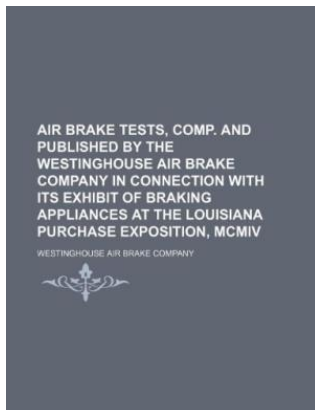 AIR BRAKE TESTS, COMP. AND
PUBLISHED BY THE
WESTINGHOUSE AIR BRAKE
COMPANY IN CONNECTION WITH
ITS EXHIBIT OF BRAKING
APPLIANCES AT THE LOUISIANA
PURCHASE EXPOSITION, MCMIV
WESTINGHOUSE AIR BRAKE COMPANY